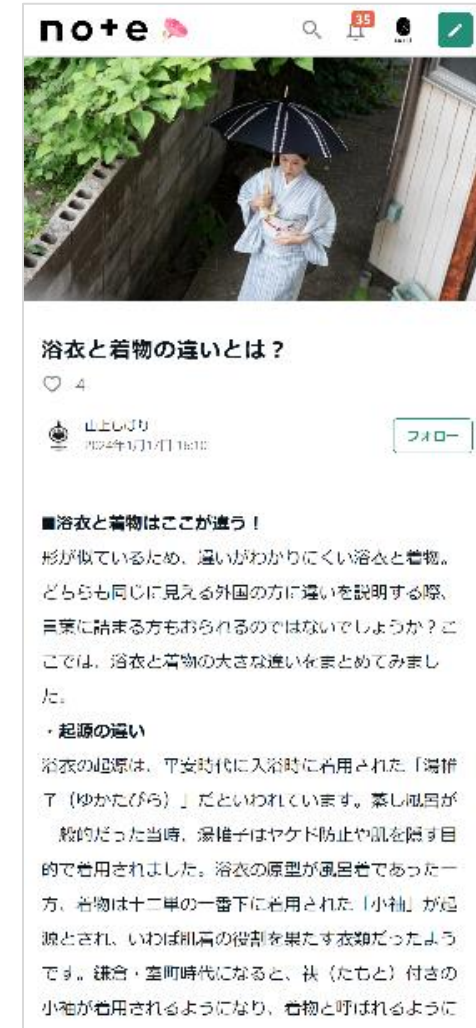 note
35
浴衣と着物の違いとは？
4
2024年1月17日 16:10
フォロー
■浴衣と着物はここが違う！
形が似ているため、違いがわかりにくい浴衣と着物。
どちらも同じに見える外国の方に違いを説明する際、
言葉に詰まる方もおられるのではないでしょうか？こ
こでは、浴衣と着物の大きな違いをまとめてみまし
た。
・起源の違い
浴衣の起源は、平安時代に入浴時に着用された「湯帷
子（ゆかたびら）」だといわれています。蒸し風呂が
一般的だった当時、湯帷子はヤケド防止や肌を隠す目
的で着用されました。浴衣の原型が風呂着であった一
方、着物は十二単の一番下に着用された「小袖」が起
源とされ、いわば肌着の役割を果たす衣類だったよう
です。鎌倉・室町時代になると、袂（たもと）付きの
小袖が着用されるようになり、着物と呼ばれるように